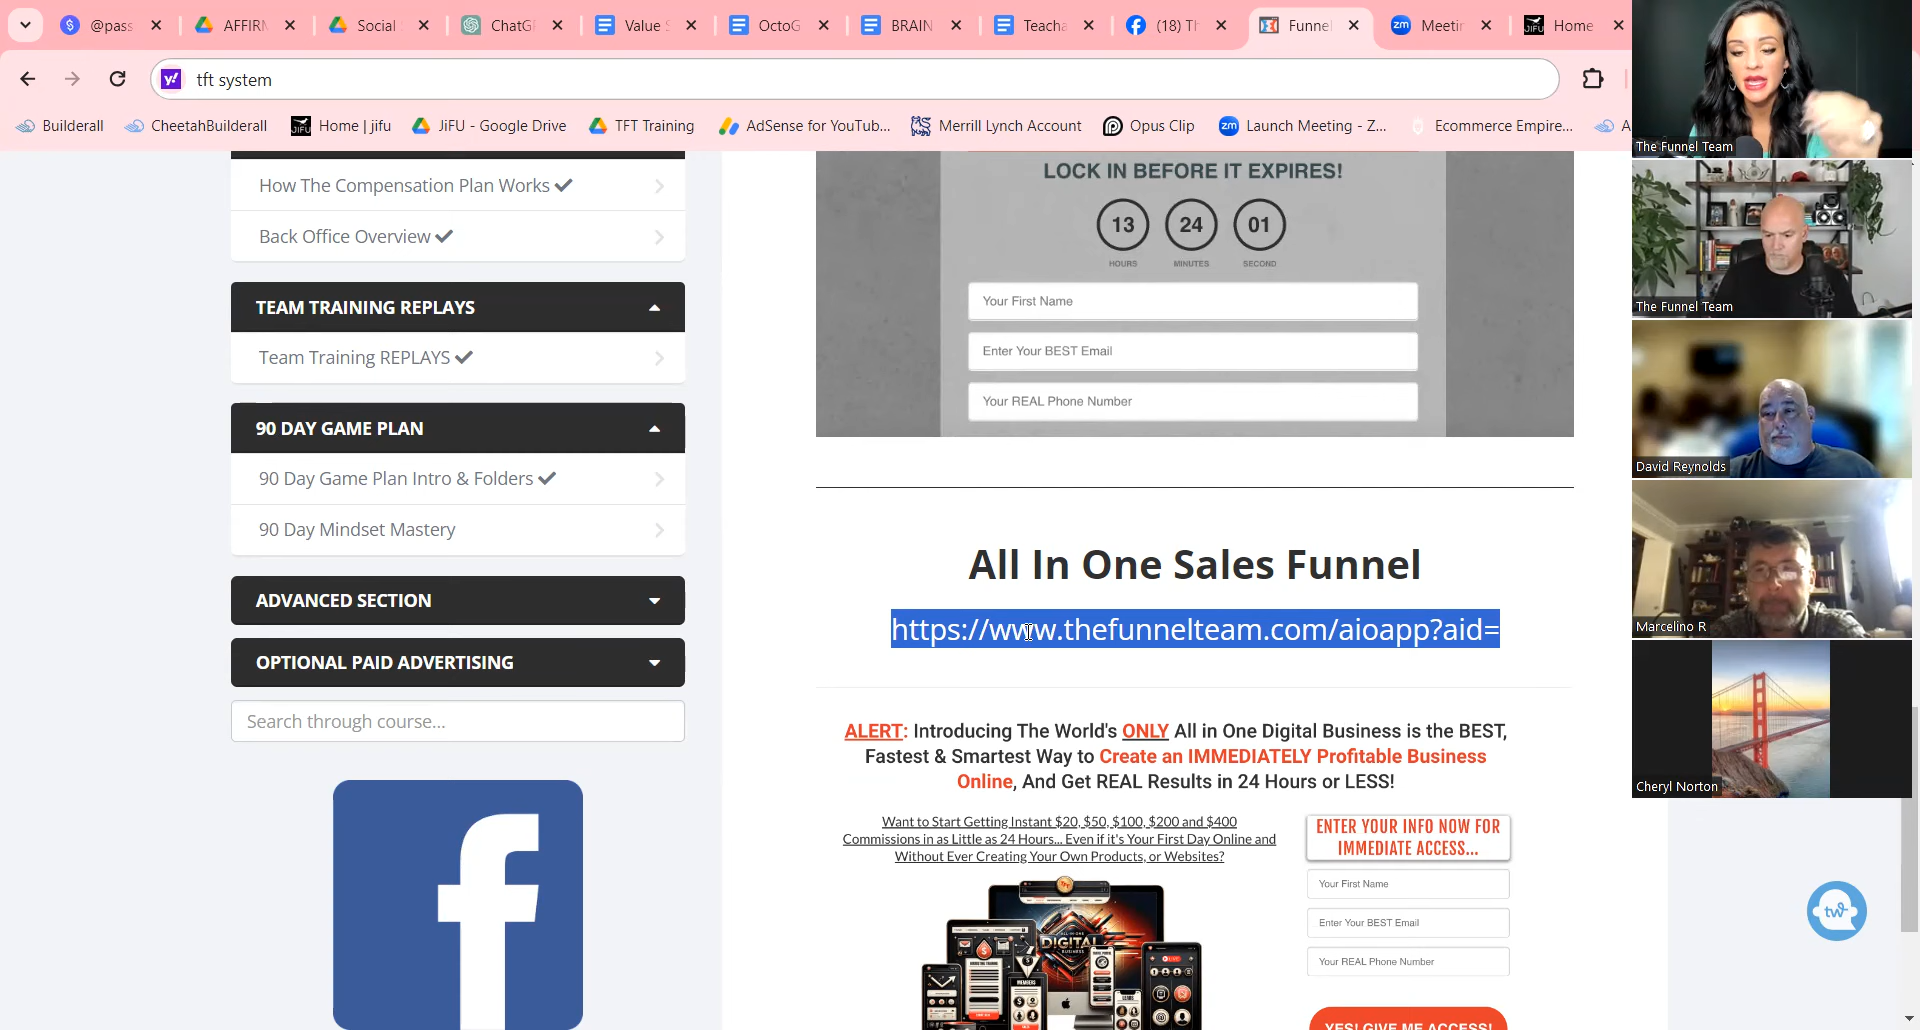 @pass
AFFIRM
Social
ChatG
Value S
OctoG
BRAIN
Teacha
(18) Th
Funnel
Meetin
Home
tft system
Builderall
CheetahBuilderall
Home | jifu
JiFU - Google Drive
TFT Training
AdSense for YouTub...
Merrill Lynch Account
Opus Clip
Launch Meeting - Z...
Ecommerce Empire...
How The Compensation Plan Works
Back Office Overview
TEAM TRAINING REPLAYS
Team Training REPLAYS
90 DAY GAME PLAN
90 Day Game Plan Intro & Folders
90 Day Mindset Mastery
ADVANCED SECTION
OPTIONAL PAID ADVERTISING
Search through course...
LOCK IN BEFORE IT EXPIRES!
13 24 01
HOURS MINUTES SECOND
Your First Name
Enter Your BEST Email
Your REAL Phone Number
All In One Sales Funnel
https://www.thefunnelteam.com/aioapp?aid=
ALERT: Introducing The World's ONLY All in One Digital Business is the BEST,
Fastest & Smartest Way to Create an IMMEDIATELY Profitable Business
Online, And Get REAL Results in 24 Hours or LESS!
Want to Start Getting Instant $20, $50, $100, $200 and $400
Commissions in as Little as 24 Hours... Even if it's Your First Day Online and
Without Ever Creating Your Own Products, or Websites?
DIGITAL
ENTER YOUR INFO NOW FOR
IMMEDIATE ACCESS...
Your First Name
Enter Your BEST Email
Your REAL Phone Number
YES! GIVE ME ACCESS!
The Funnel Team
The Funnel Team
David Reynolds
Marcelino R
Cheryl Norton